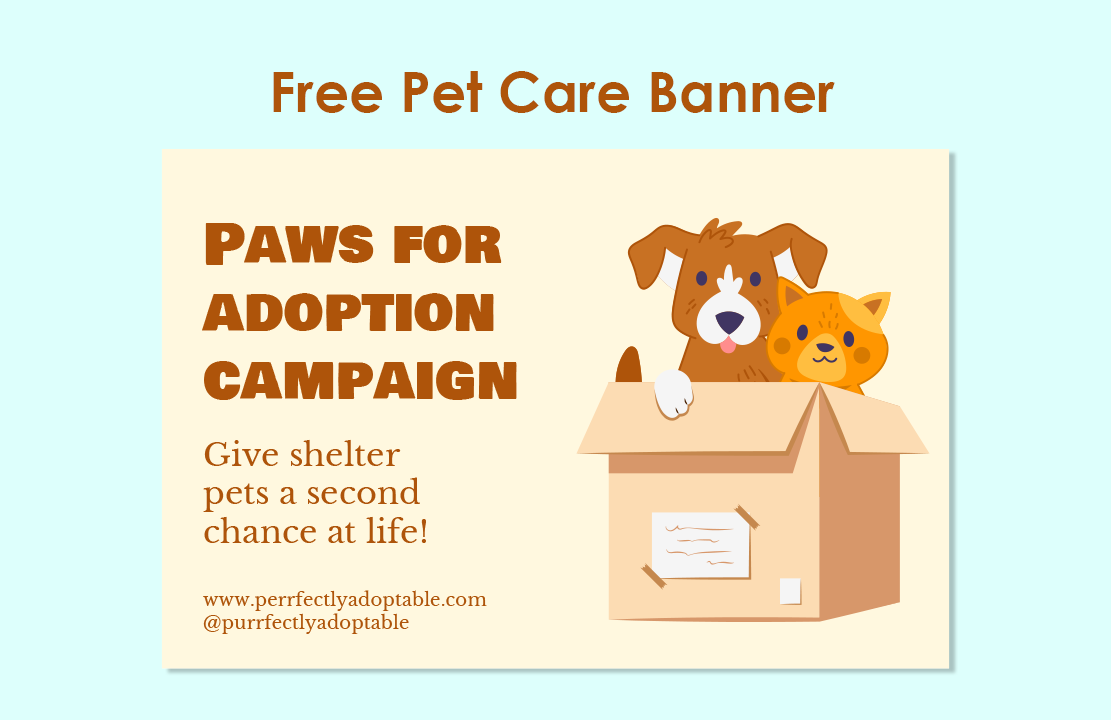 Free Pet Care Banner
PAWS FOR
ADOPTION
CAMPAIGN
Give shelter
pets a second
chance at life!
www.perrfectlyadoptable.com
@purrfectlyadoptable